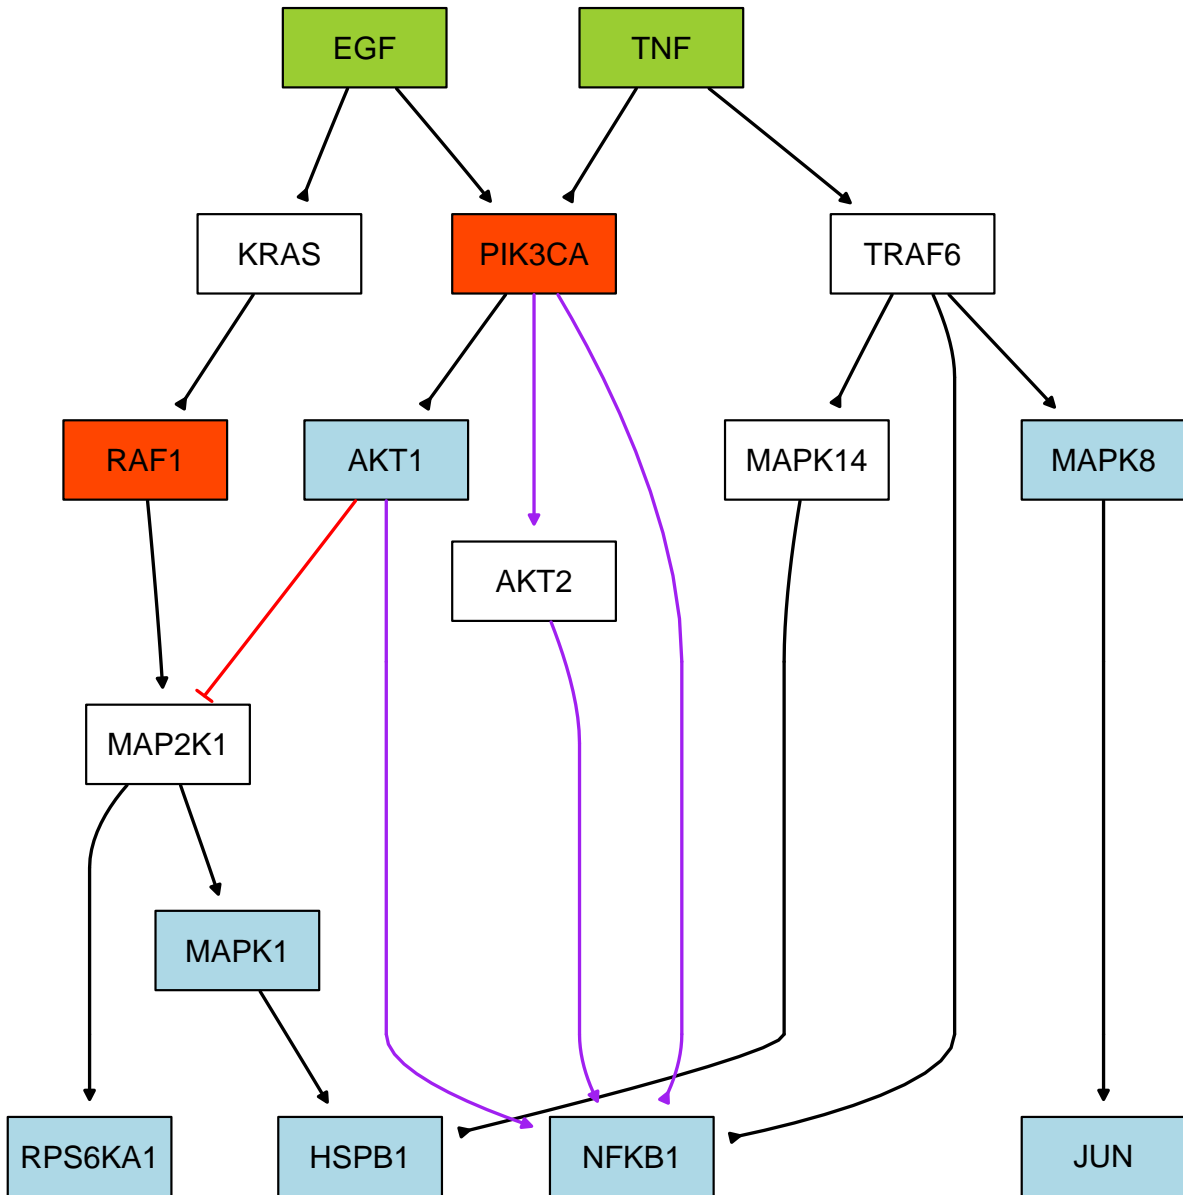 EGF
TNF
KRAS
PIK3CA
TRAF6
RAF1
AKT1
MAPK14
MAPK8
AKT2
MAP2K1
MAPK1
RPS6KA1
HSPB1
NFKB1
JUN